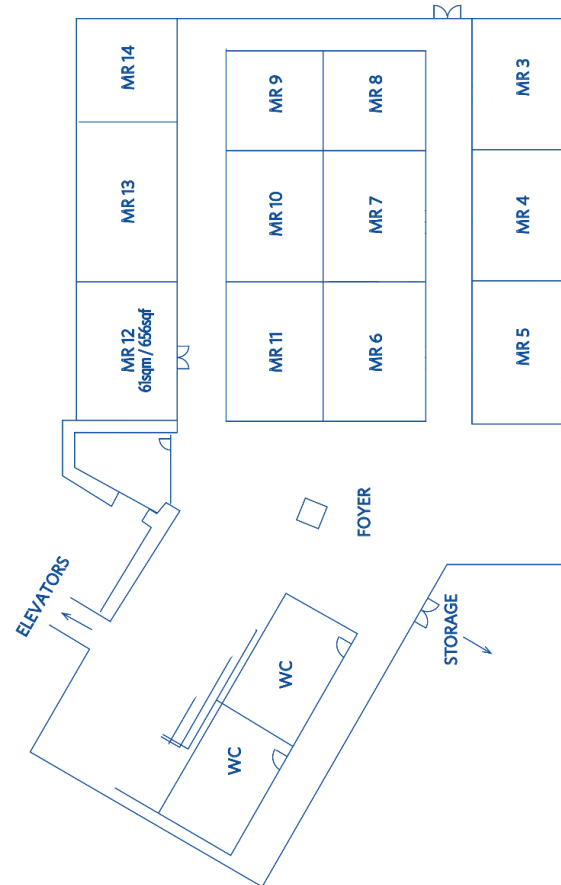 MR 14
MR 9
MR 8
MR 3
MR 13
MR 10
MR 7
MR 4
MR 12
61sqm / 656sqf
MR 11
MR 6
MR 5
FOYER
ELEVATORS
STORAGE
WC
WC